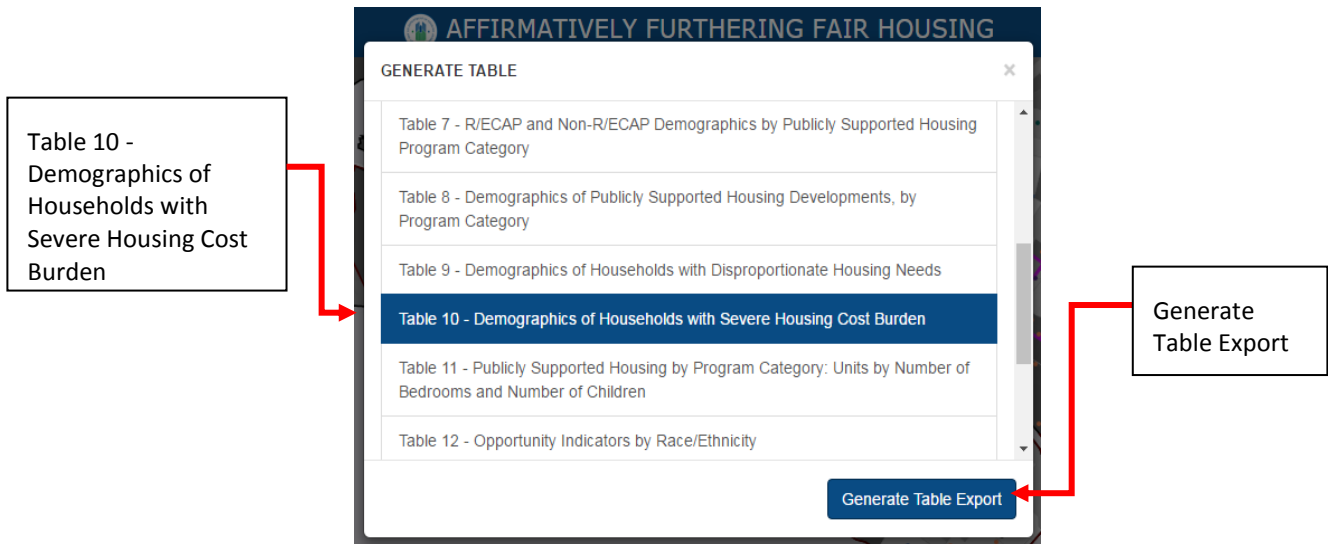 AFFIRMATIVELY FURTHERING FAIR HOUSING
GENERATE TABLE
×
Table 10 -
Demographics of
Households with
Severe Housing Cost
Burden
Table 7 - R/ECAP and Non-R/ECAP Demographics by Publicly Supported Housing
Program Category
Table 8 - Demographics of Publicly Supported Housing Developments, by
Program Category
Table 9 - Demographics of Households with Disproportionate Housing Needs
Table 10 - Demographics of Households with Severe Housing Cost Burden
Table 11 - Publicly Supported Housing by Program Category: Units by Number of
Bedrooms and Number of Children
Table 12 - Opportunity Indicators by Race/Ethnicity
Generate Table Export
Generate
Table Export